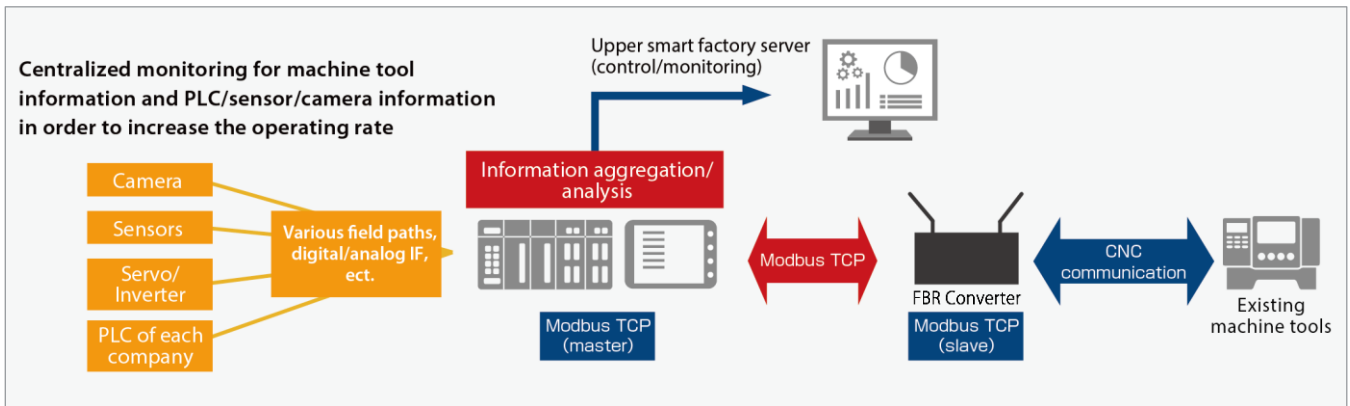 Upper smart factory server
(control/monitoring)
Centralized monitoring for machine tool
information and PLC/sensor/camera information
in order to increase the operating rate
Camera
Sensors
Servo/
Inverter
PLC of each
company
Various field paths,
digital/analog IF,
ect.
Information aggregation/
analysis
Modbus TCP
(master)
Modbus TCP
FBR Converter
Modbus TCP
(slave)
CNC
communication
Existing
machine tools